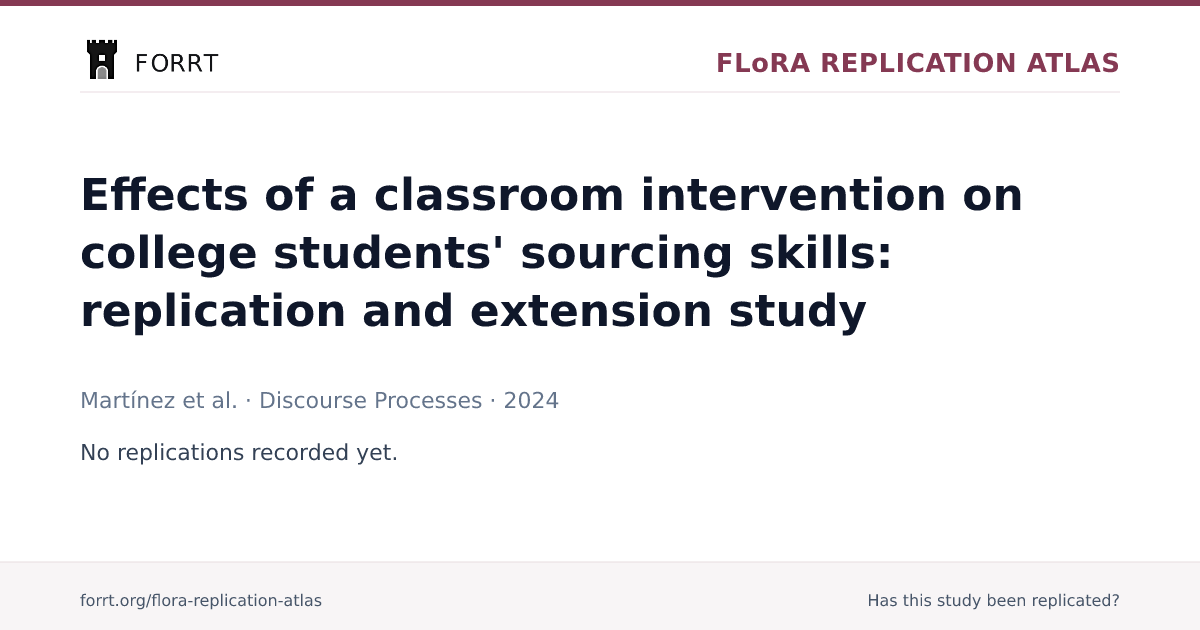 FORRT
FLoRA REPLICATION ATLAS
Effects of a classroom intervention on
college students' sourcing skills:
replication and extension study
Martínez et al. · Discourse Processes · 2024
No replications recorded yet.
forrt.org/flora-replication-atlas
Has this study been replicated?